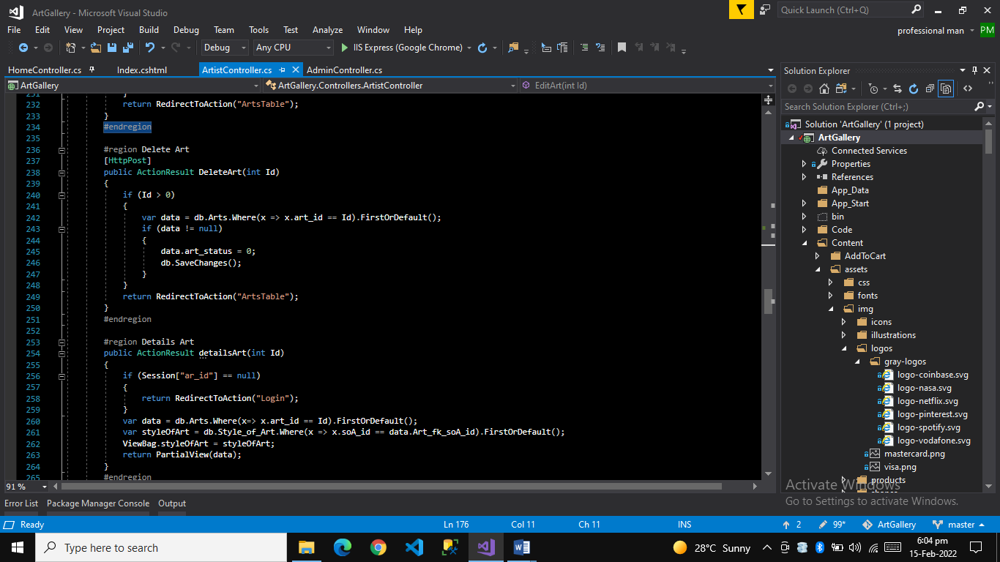 ArtGallery - Microsoft Visual Studio
Quick Launch (Ctrl+Q)
File Edit View Project Build Debug Team Tools Test Analyze Window Help
professional man PM
Debug Any CPU IIS Express (Google Chrome)
HomeController.cs Index.cshtml ArtistController.cs AdminController.cs
ArtGallery ArtGallery.Controllers.ArtistController EditArt(int Id)
231 }
232 return RedirectToAction("ArtsTable");
233 }
234 #endregion
235
236 #region Delete Art
237 [HttpPost]
238 public ActionResult DeleteArt(int Id)
239 {
240 if (Id > 0)
241 {
242 var data = db.Arts.Where(x => x.art_id == Id).FirstOrDefault();
243 if (data != null)
244 {
245 data.art_status = 0;
246 db.SaveChanges();
247 }
248 }
249 return RedirectToAction("ArtsTable");
250 }
251 #endregion
252
253 #region Details Art
254 public ActionResult detailsArt(int Id)
255 {
256 if (Session["ar_id"] == null)
257 {
258 return RedirectToAction("Login");
259 }
260 var data = db.Arts.Where(x=> x.art_id == Id).FirstOrDefault();
261 var styleOfArt = db.Style_of_Art.Where(x => x.soA_id == data.Art_fk_soA_id).FirstOrDefault();
262 ViewBag.styleOfArt = styleOfArt;
263 return PartialView(data);
264 }
265 #endregion
91 %
Solution Explorer
Search Solution Explorer (Ctrl+;)
Solution 'ArtGallery' (1 project)
ArtGallery
Connected Services
Properties
References
App_Data
App_Start
bin
Code
Content
AddToCart
assets
css
fonts
img
icons
illustrations
logos
gray-logos
logo-coinbase.svg
logo-nasa.svg
logo-netflix.svg
logo-pinterest.svg
logo-spotify.svg
logo-vodafone.svg
mastercard.png
visa.png
products
Activate Windows
Go to Settings to activate Windows.
Error List Package Manager Console Output
Ready Ln 176 Col 11 Ch 11 INS 2 99* ArtGallery master
Type here to search
28°C Sunny
6:04 pm
15-Feb-2022